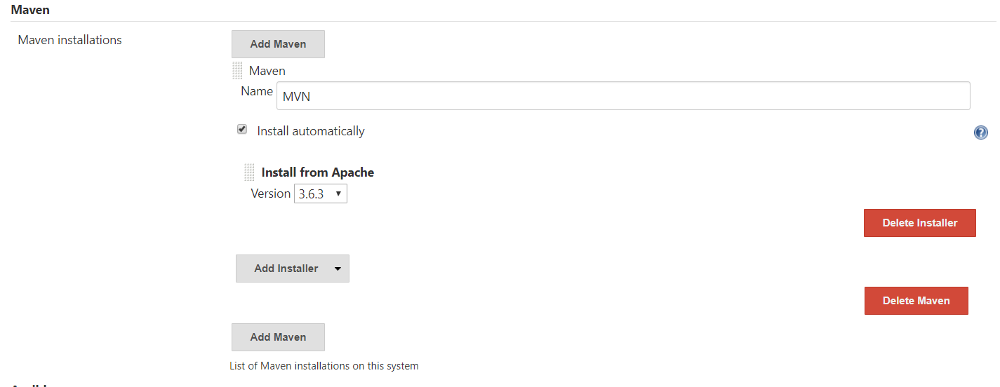 Maven
Maven installations
Add Maven
Maven
Name MVN
Install automatically
Install from Apache
Version 3.6.3
Delete Installer
Add Installer
Delete Maven
Add Maven
List of Maven installations on this system